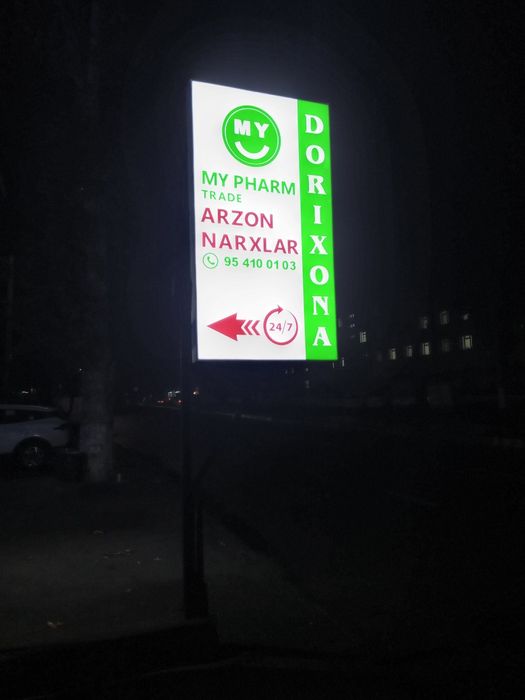 MY
MY PHARM
TRADE
ARZON
NARXLAR
95 410 01 03
24/7
DORIXONA